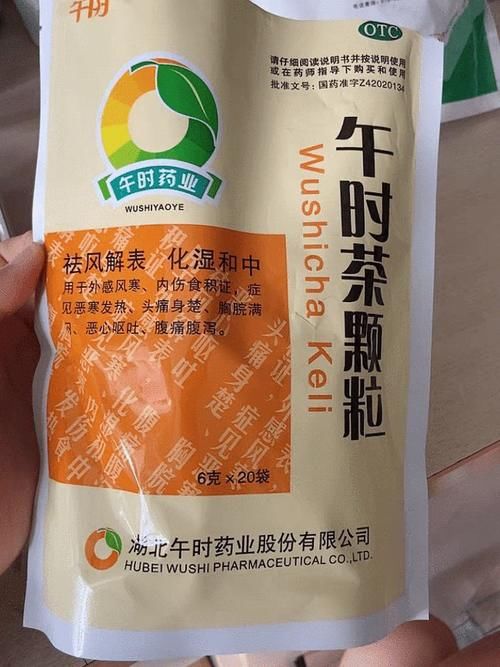 午时
OTC
请仔细阅读说明书并按说明使用
或在药师指导下购买和使用
批准文号：国药准字Z42020134
午时药业
WUSHIYAOYE
午时茶颗粒
Wushicha Keli
祛风解表 化湿和中
用于外感风寒、内伤食积证，症
见恶寒发热、头痛身楚、胸脘满
闷、恶心呕吐、腹痛腹泻。
6克×20袋
湖北午时药业股份有限公司
HUBEI WUSHI PHARMACEUTICAL CO.,LTD.